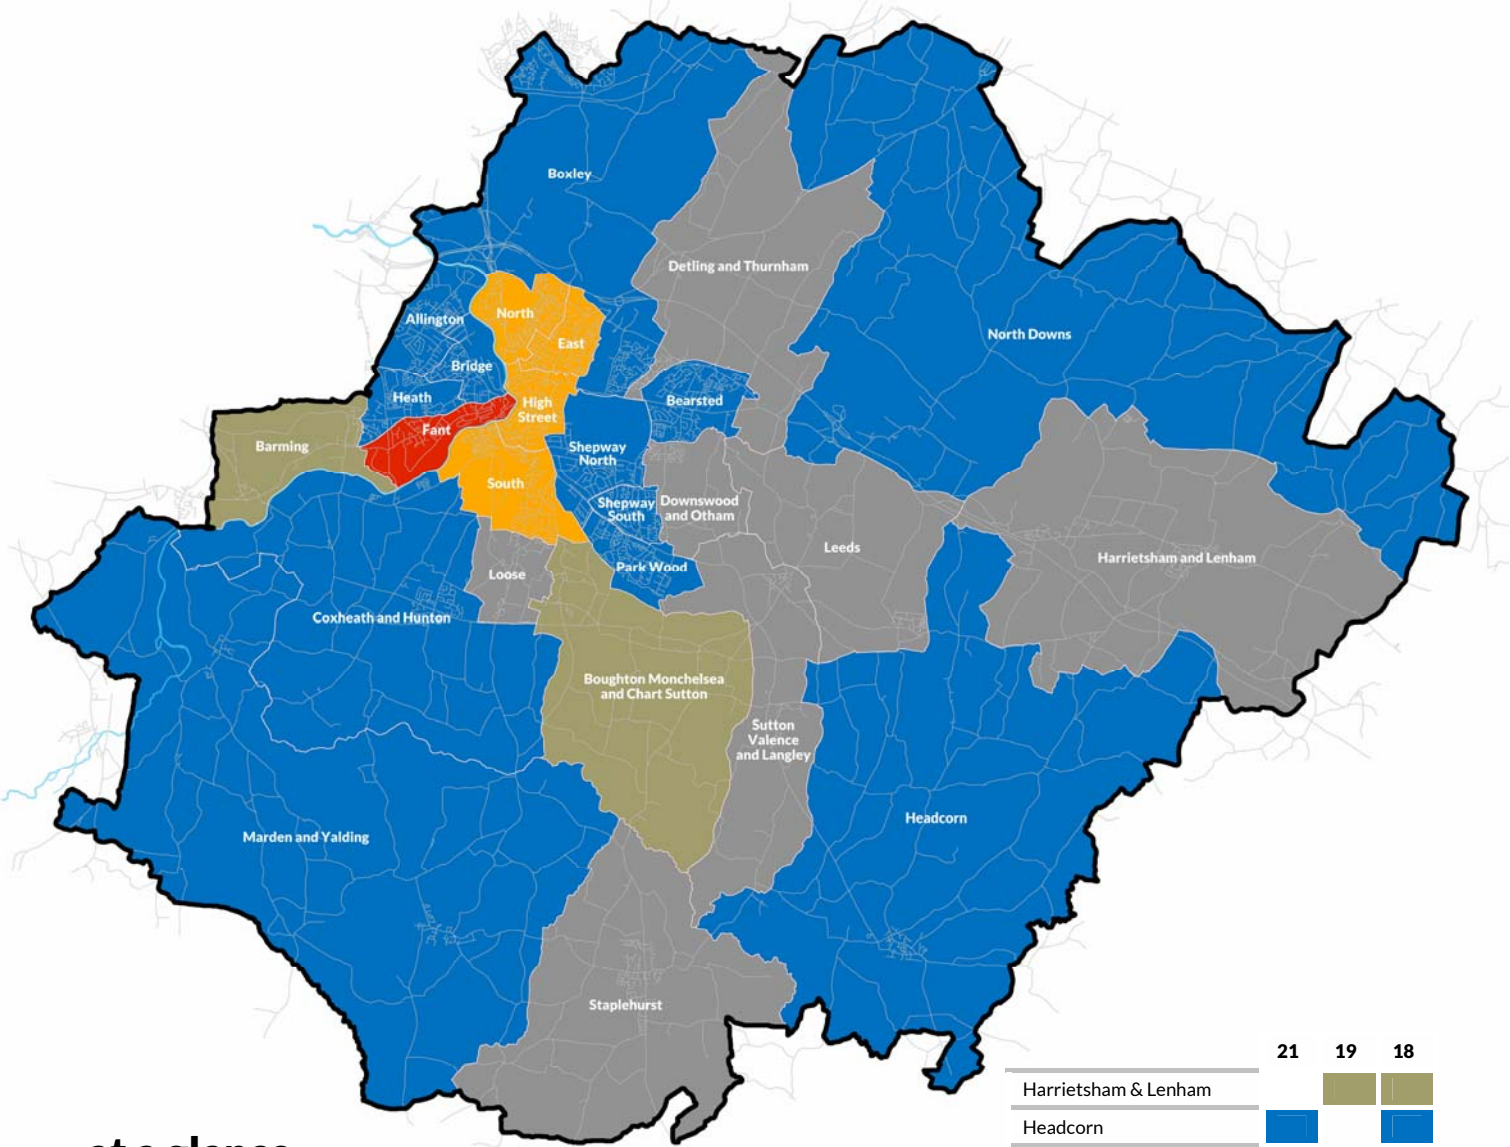 Boxley
Detling and Thurnham
North
Allington
North Downs
East
Bridge
Heath
High
Street
Bearsted
Fant
Barming
Shepway
North
South
Shepway
South
Downswood
and Otham
Leeds
Harrietsham and Lenham
Park Wood
Loose
Coxheath and Hunton
Boughton Monchelsea
and Chart Sutton
Sutton
Valence
and Langley
Headcorn
Marden and Yalding
Staplehurst
21 19 18
Harrietsham & Lenham
Headcorn
at a glance